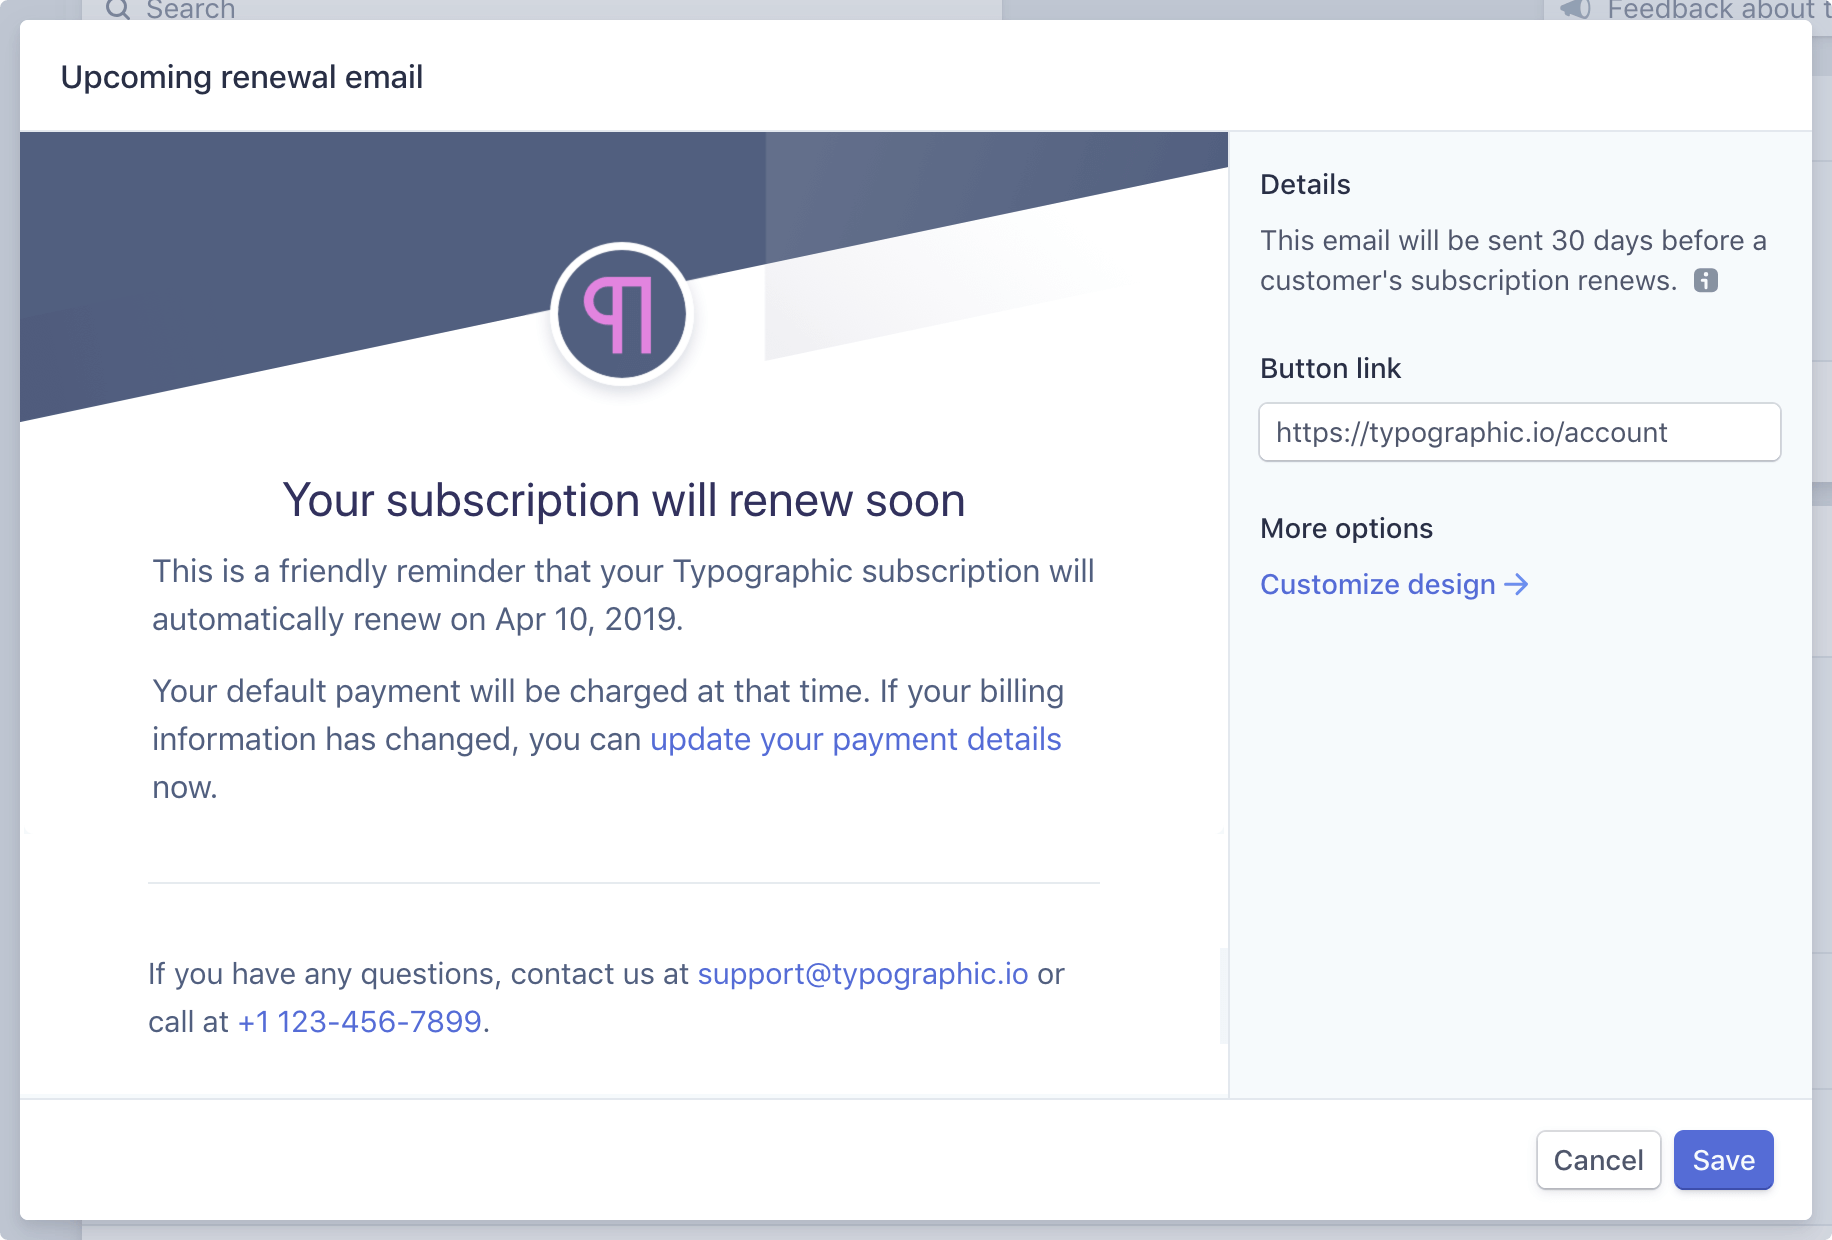 Search
Feedback about t
Upcoming renewal email
¶
Your subscription will renew soon
This is a friendly reminder that your Typographic subscription will
automatically renew on Apr 10, 2019.
Your default payment will be charged at that time. If your billing
information has changed, you can update your payment details
now.
If you have any questions, contact us at support@typographic.io or
call at +1 123-456-7899.
Details
This email will be sent 30 days before a
customer's subscription renews.
Button link
https://typographic.io/account
More options
Customize design →
Cancel
Save